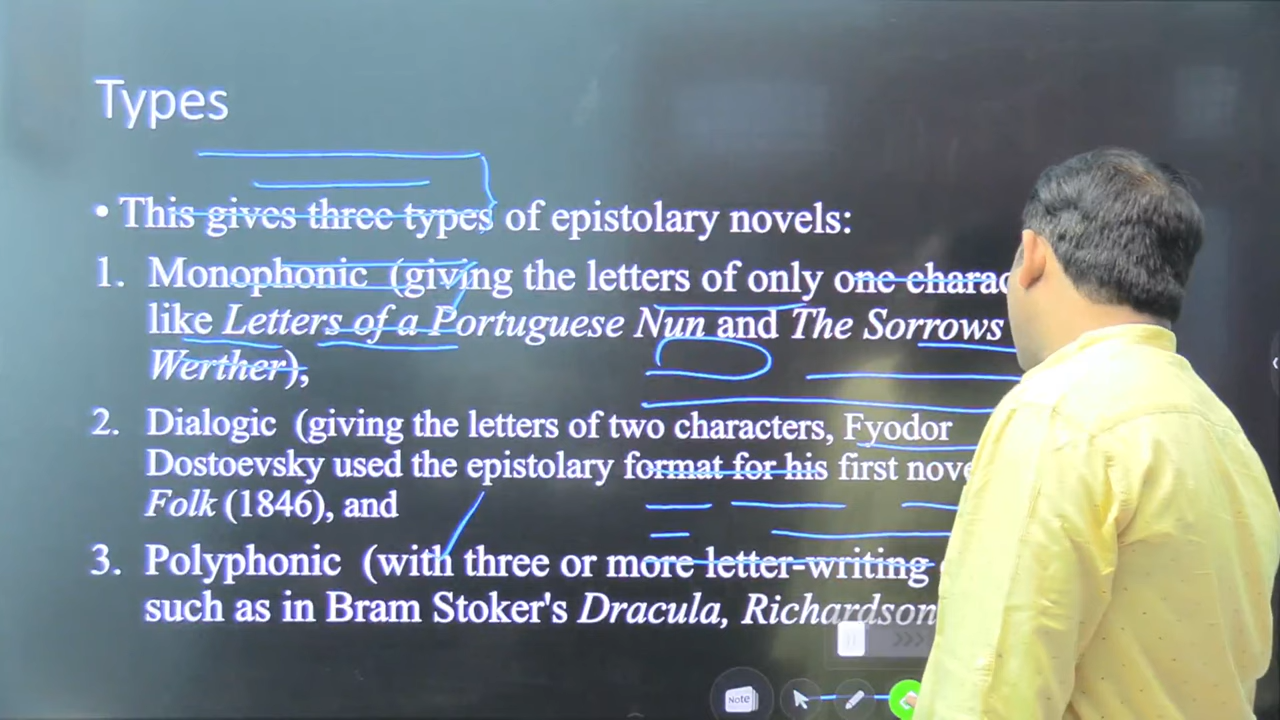 Types
• This gives three types of epistolary novels:
1. Monophonic (giving the letters of only one charac
like Letters of a Portuguese Nun and The Sorrows
Werther),
2. Dialogic (giving the letters of two characters, Fyodor
Dostoevsky used the epistolary format for his first nove
Folk (1846), and
3. Polyphonic (with three or more letter-writing
such as in Bram Stoker's Dracula, Richardson
Note